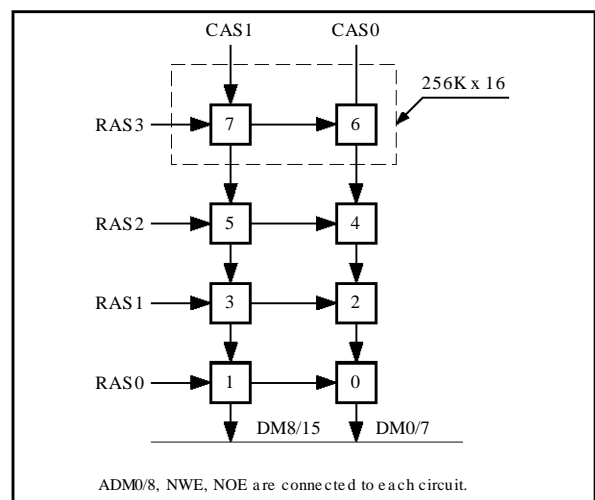 CAS1 CAS0
256K x 16
RAS3 7 6
RAS2 5 4
RAS1 3 2
RAS0 1 0
DM8/15 DM0/7
ADM0/8, NWE, NOE are connected to each circuit.